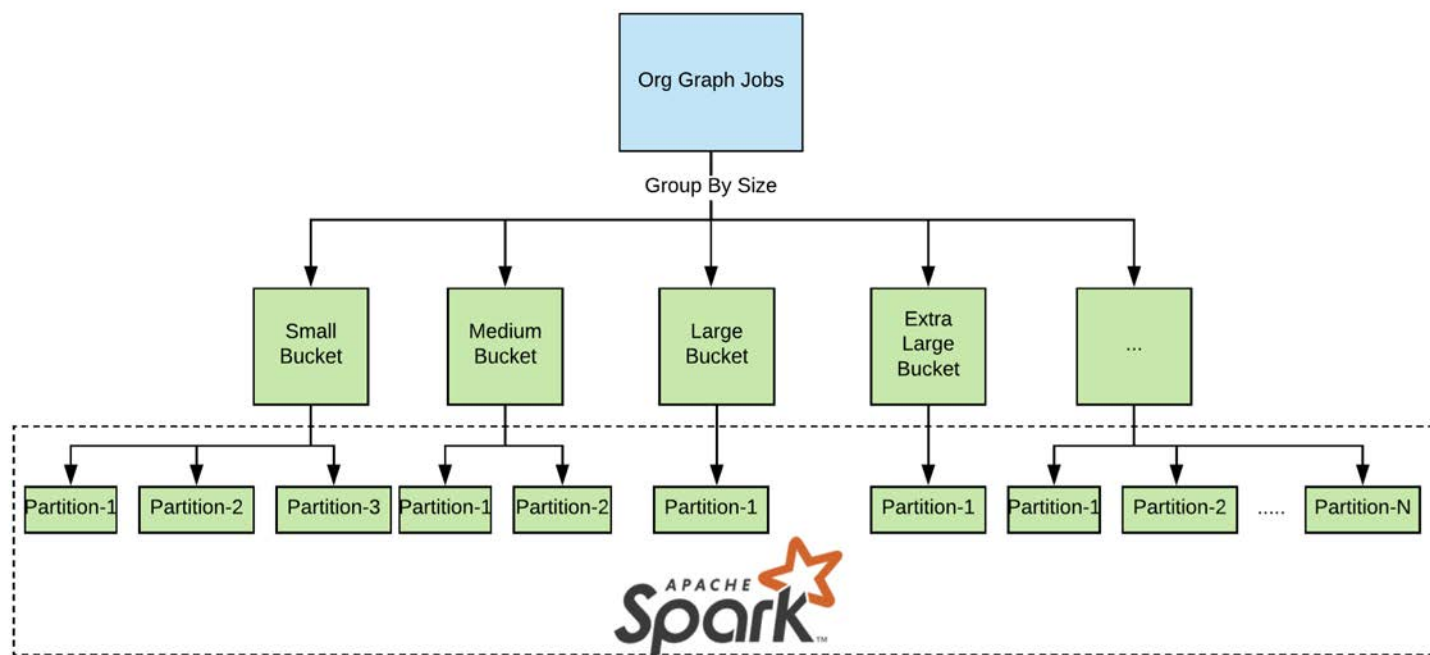 Org Graph Jobs
Group By Size
Small
Bucket
Medium
Bucket
Large
Bucket
Extra
Large
Bucket
...
Partition-1
Partition-2
Partition-3
Partition-1
Partition-2
Partition-1
Partition-1
Partition-1
Partition-2
.....
Partition-N
APACHE
Spark™